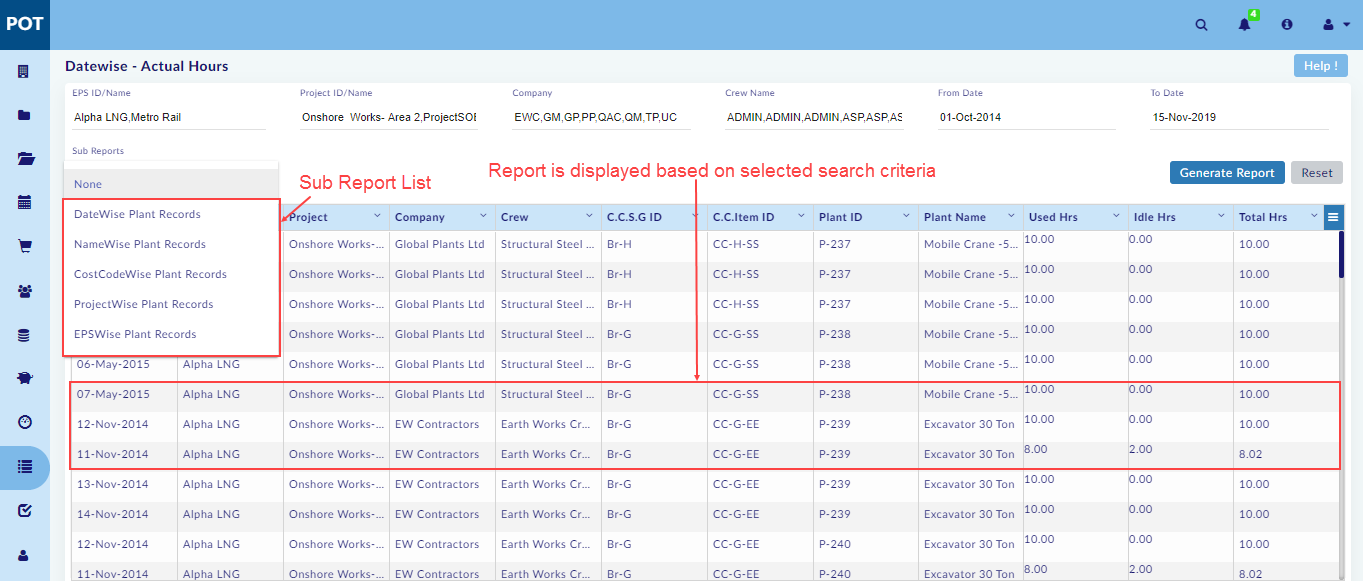 POT
4
Datewise - Actual Hours
Help !
EPS ID/Name Project ID/Name Company Crew Name From Date To Date
Alpha LNG,Metro Rail Onshore Works- Area 2,ProjectSOE EWC,GM,GP,PP,QAC,QM,TP,UC ADMIN,ADMIN,ADMIN,ASP,ASP,AS 01-Oct-2014 15-Nov-2019
Sub Reports
None
DateWise Plant Records
NameWise Plant Records
CostCodeWise Plant Records
ProjectWise Plant Records
EPSWise Plant Records
Sub Report List
Report is displayed based on selected search criteria
Generate Report Reset
Project Company Crew C.C.S.G ID C.C.Item ID Plant ID Plant Name Used Hrs Idle Hrs Total Hrs
Onshore Works-... Global Plants Ltd Structural Steel ... Br-H CC-H-SS P-237 Mobile Crane -5... 10.00 0.00 10.00
Onshore Works-... Global Plants Ltd Structural Steel ... Br-H CC-H-SS P-237 Mobile Crane -5... 10.00 0.00 10.00
Onshore Works-... Global Plants Ltd Structural Steel ... Br-H CC-H-SS P-237 Mobile Crane -5... 10.00 0.00 10.00
Onshore Works-... Global Plants Ltd Structural Steel ... Br-G CC-G-SS P-238 Mobile Crane -5... 10.00 0.00 10.00
06-May-2015 Alpha LNG Onshore Works-... Global Plants Ltd Structural Steel ... Br-G CC-G-SS P-238 Mobile Crane -5... 10.00 0.00 10.00
07-May-2015 Alpha LNG Onshore Works-... Global Plants Ltd Structural Steel ... Br-G CC-G-SS P-238 Mobile Crane -5... 10.00 0.00 10.00
12-Nov-2014 Alpha LNG Onshore Works-... EW Contractors Earth Works Cr... Br-G CC-G-EE P-239 Excavator 30 Ton 10.00 0.00 10.00
11-Nov-2014 Alpha LNG Onshore Works-... EW Contractors Earth Works Cr... Br-G CC-G-EE P-239 Excavator 30 Ton 8.00 2.00 8.02
13-Nov-2014 Alpha LNG Onshore Works-... EW Contractors Earth Works Cr... Br-G CC-G-EE P-239 Excavator 30 Ton 10.00 0.00 10.00
14-Nov-2014 Alpha LNG Onshore Works-... EW Contractors Earth Works Cr... Br-G CC-G-EE P-239 Excavator 30 Ton 10.00 0.00 10.00
12-Nov-2014 Alpha LNG Onshore Works-... EW Contractors Earth Works Cr... Br-G CC-G-EE P-240 Excavator 30 Ton 10.00 0.00 10.00
11-Nov-2014 Alpha LNG Onshore Works-... EW Contractors Earth Works Cr... Br-G CC-G-EE P-240 Excavator 30 Ton 8.00 2.00 8.02